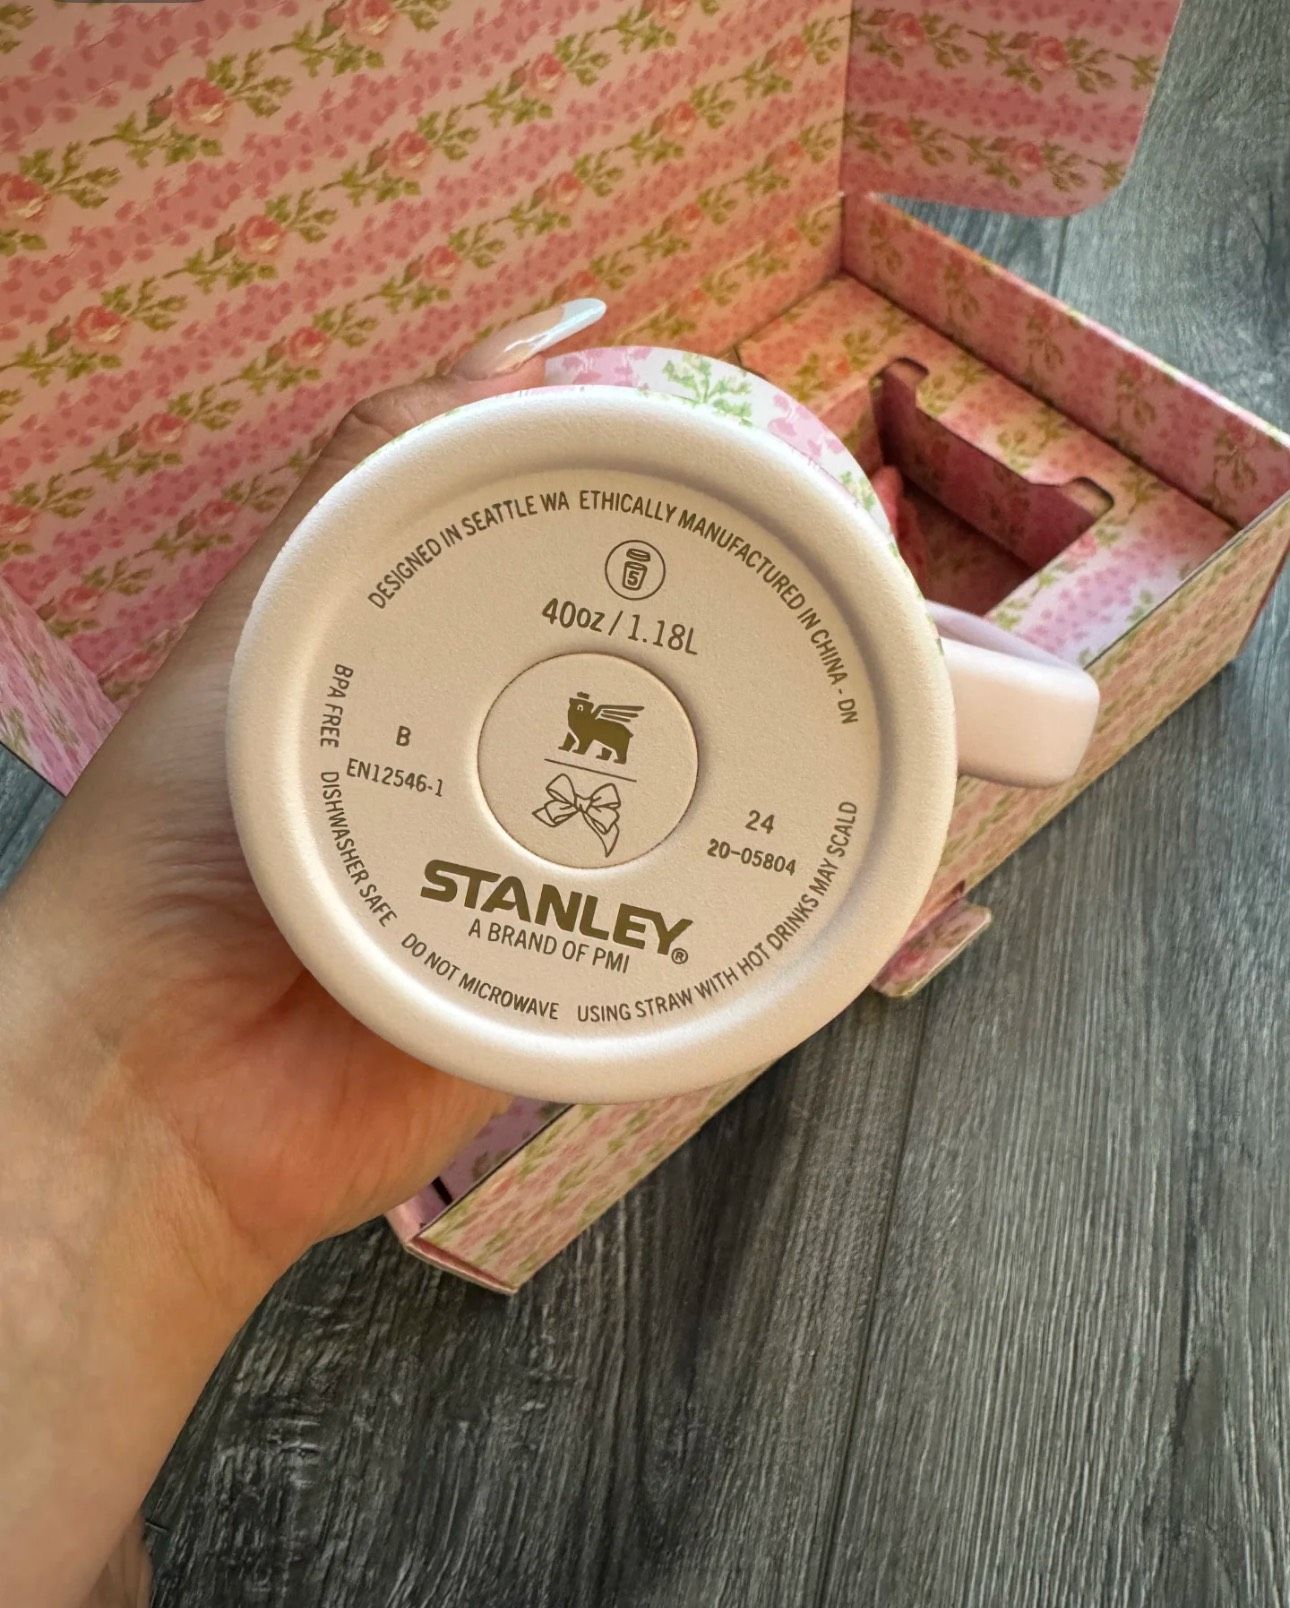 DESIGNED IN SEATTLE WA ETHICALLY MANUFACTURED IN CHINA - DN
5
40oz / 1.18L
BPA FREE
B
EN12546-1
24
20-05804
STANLEY®
A BRAND OF PMI
DISHWASHER SAFE DO NOT MICROWAVE USING STRAW WITH HOT DRINKS MAY SCALD